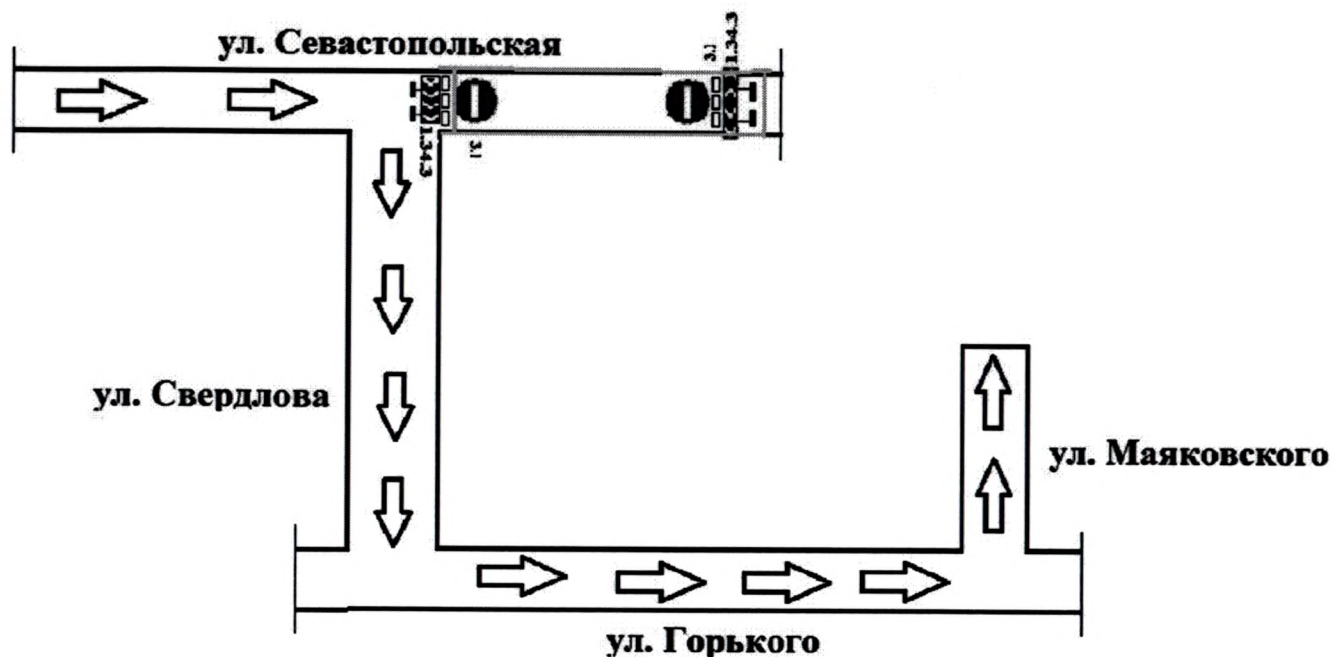 ул. Севастопольская
3.1
1.34.3
1.34.3
3.1
ул. Свердлова
ул. Маяковского
ул. Горького